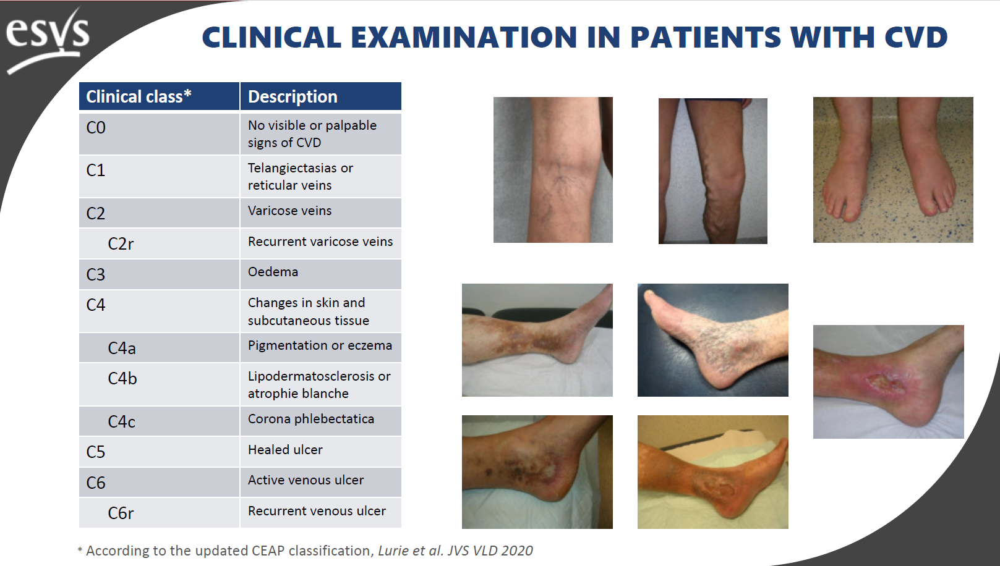 esvs
CLINICAL EXAMINATION IN PATIENTS WITH CVD
Clinical class* Description
C0 No visible or palpable
signs of CVD
C1 Telangiectasias or
reticular veins
C2 Varicose veins
C2r Recurrent varicose veins
C3 Oedema
C4 Changes in skin and
subcutaneous tissue
C4a Pigmentation or eczema
C4b Lipodermatosclerosis or
atrophie blanche
C4c Corona phlebectatica
C5 Healed ulcer
C6 Active venous ulcer
C6r Recurrent venous ulcer
* According to the updated CEAP classification, Lurie et al. JVS VLD 2020